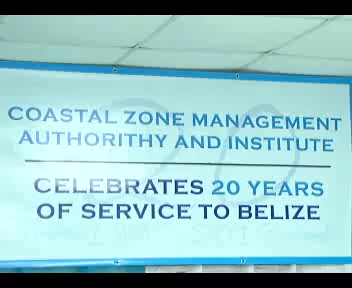 COASTAL ZONE MANAGEMENT
AUTHORITHY AND INSTITUTE
CELEBRATES 20 YEARS
OF SERVICE TO BELIZE